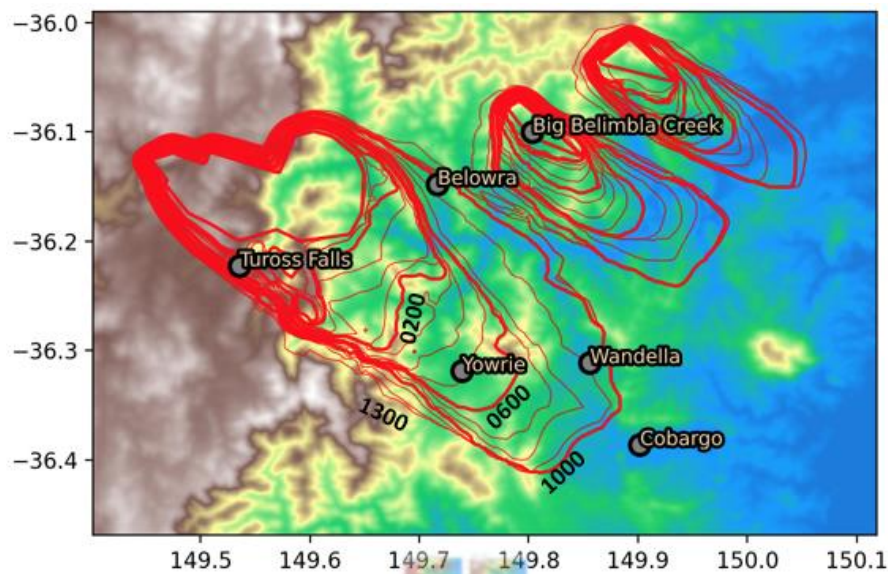 −36.0
−36.1
−36.2
−36.3
−36.4
Big Belimbla Creek
Belowra
Tuross Falls
0200
Yowrie
Wandella
1300
0600
Cobargo
1000
149.5 149.6 149.7 149.8 149.9 150.0 150.1